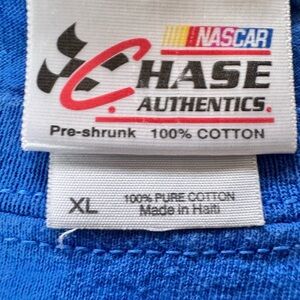 NASCAR
CHASE
AUTHENTICS.
Pre-shrunk 100% COTTON
XL
100% PURE COTTON
Made in Haiti